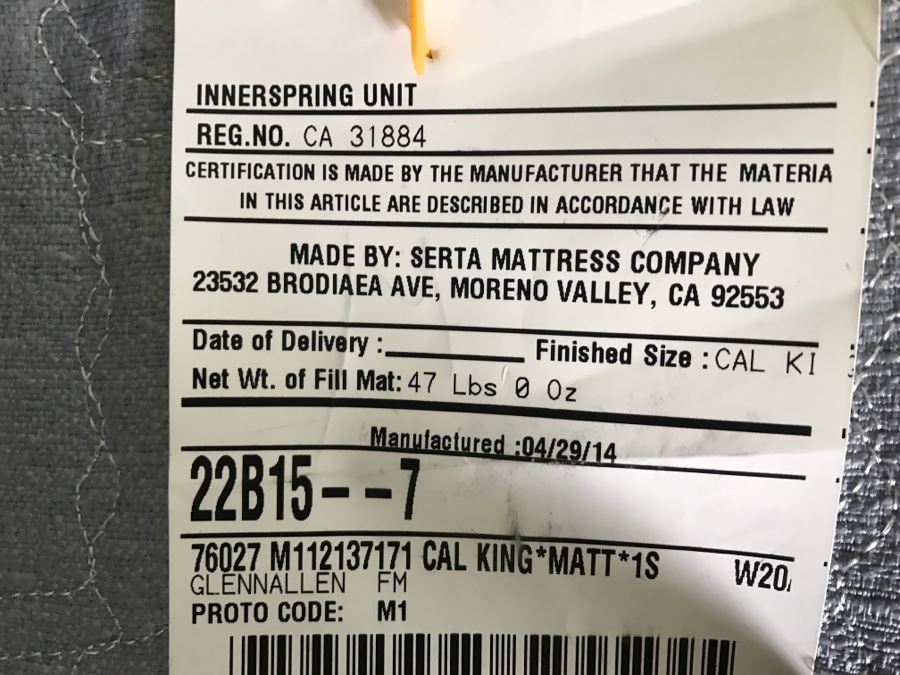 INNERSPRING UNIT
REG.NO. CA 31884
CERTIFICATION IS MADE BY THE MANUFACTURER THAT THE MATERIA
IN THIS ARTICLE ARE DESCRIBED IN ACCORDANCE WITH LAW
MADE BY: SERTA MATTRESS COMPANY
23532 BRODIAEA AVE, MORENO VALLEY, CA 92553
Date of Delivery : Finished Size : CAL KI
Net Wt. of Fill Mat: 47 Lbs 0 Oz
Manufactured :04/29/14
22B15- -7
76027 M112137171 CAL KING*MATT*1S W20
GLENNALLEN FM
PROTO CODE: M1